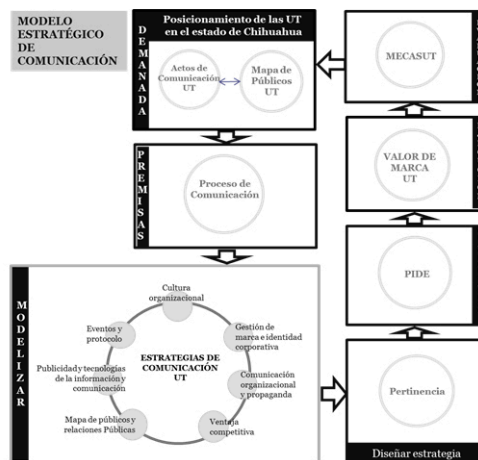 MODELO
ESTRATÉGICO
DE
COMUNICACIÓN
DEMANADA
Posicionamiento de las UT
en el estado de Chihuahua
Actos de
Comunicación
UT
Mapa de
Públicos
UT
PREMISAS
Proceso de
Comunicación
MODELIZAR
Cultura
organizacional
Eventos y
protocolo
Gestión de
marca e identidad
corporativa
ESTRATEGIAS DE
COMUNICACIÓN
UT
Publicidad y tecnologías
de la información y
comunicación
Comunicación
organizacional
y propaganda
Mapa de públicos y
relaciones Públicas
Ventaja
competitiva
Pertinencia
Diseñar estrategia
PIDE
VALOR DE
MARCA
UT
MECASUT